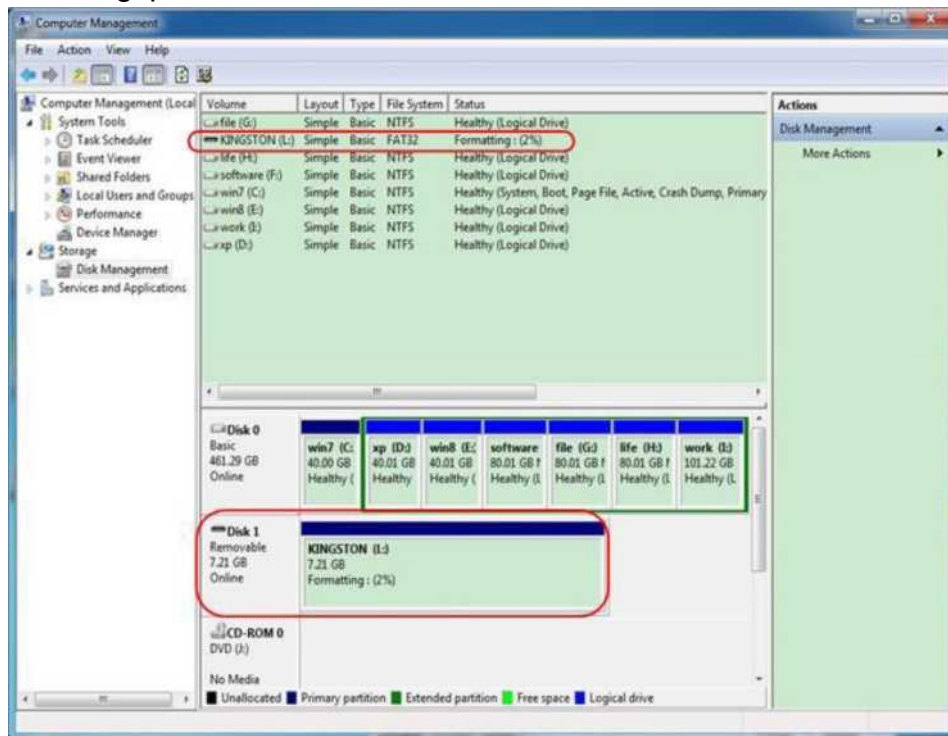 Computer Management
File Action View Help
Computer Management (Local
System Tools
Task Scheduler
Event Viewer
Shared Folders
Local Users and Groups
Performance
Device Manager
Storage
Disk Management
Services and Applications
Volume Layout Type File System Status
file (G:) Simple Basic NTFS Healthy (Logical Drive)
KINGSTON (L:) Simple Basic FAT32 Formatting : (2%)
life (H:) Simple Basic NTFS Healthy (Logical Drive)
software (F:) Simple Basic NTFS Healthy (Logical Drive)
win7 (C:) Simple Basic NTFS Healthy (System, Boot, Page File, Active, Crash Dump, Primary
win8 (E:) Simple Basic NTFS Healthy (Logical Drive)
work (I:) Simple Basic NTFS Healthy (Logical Drive)
xp (D:) Simple Basic NTFS Healthy (Logical Drive)
Actions
Disk Management
More Actions
Disk 0
Basic
461.29 GB
Online
win7 (C:
40.00 GB
Healthy (
xp (D:)
40.01 GB
Healthy
win8 (E:
40.01 GB
Healthy (
software
80.01 GB
Healthy (L
file (G:)
80.01 GB
Healthy (L
life (H:)
80.01 GB
Healthy (L
work (I:)
101.22 GB
Healthy (L
Disk 1
Removable
7.21 GB
Online
KINGSTON (L:)
7.21 GB
Formatting : (2%)
CD-ROM 0
DVD (J:)
No Media
Unallocated Primary partition Extended partition Free space Logical drive